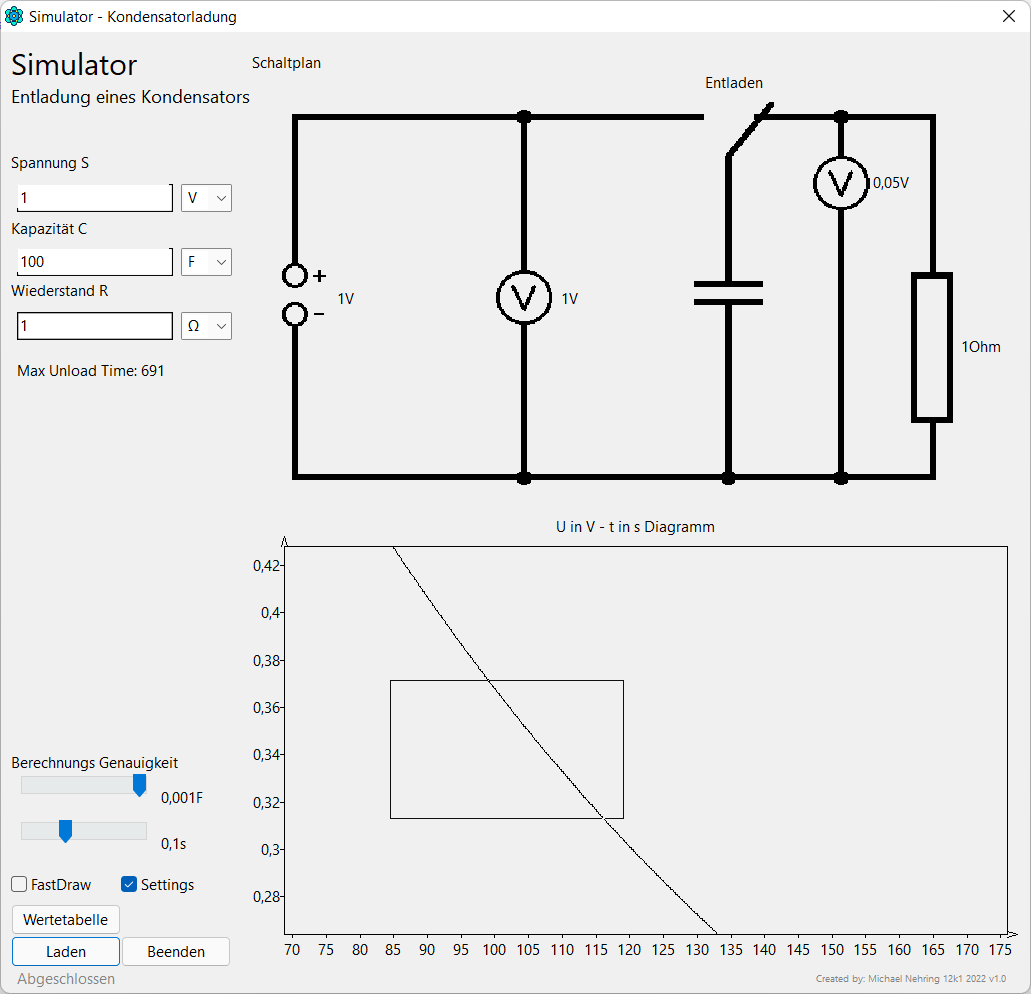 Simulator - Kondensatorladung
Simulator
Entladung eines Kondensators
Schaltplan
Entladen
Spannung S
1
V
Kapazität C
100
F
Wiederstand R
1
Ω
Max Unload Time: 691
+
−
1V
V
1V
V
0,05V
1Ohm
U in V - t in s Diagramm
0,42
0,4
0,38
0,36
0,34
0,32
0,3
0,28
70 75 80 85 90 95 100 105 110 115 120 125 130 135 140 145 150 155 160 165 170 175
Berechnungs Genauigkeit
0,001F
0,1s
FastDraw
Settings
Wertetabelle
Laden
Beenden
Abgeschlossen
Created by: Michael Nehring 12k1 2022 v1.0